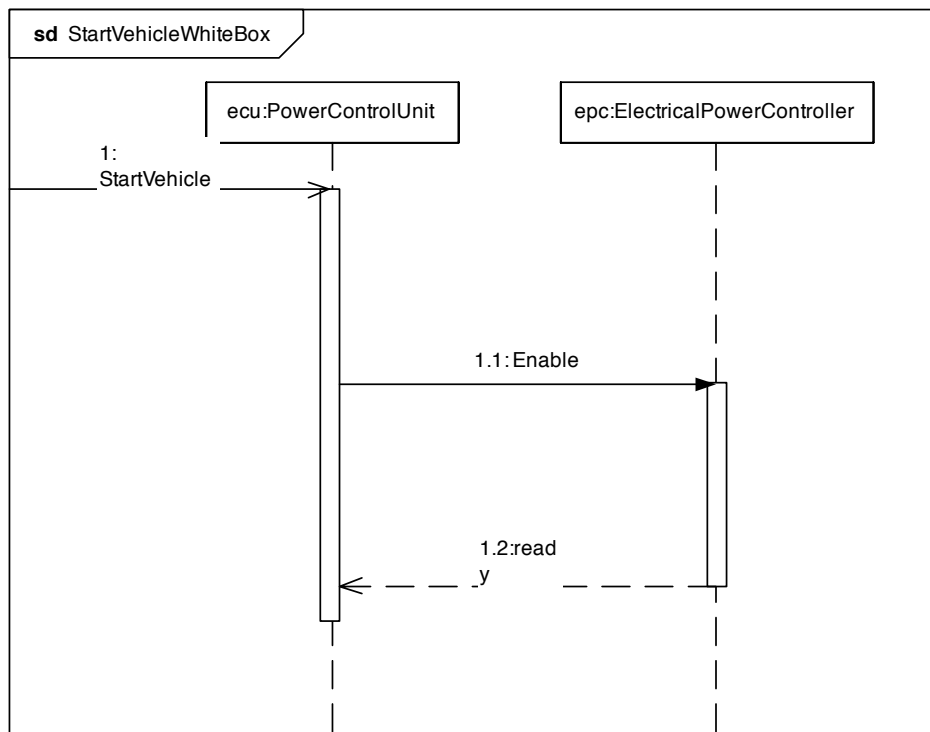 sd StartVehicleWhiteBox
ecu:PowerControlUnit
epc:ElectricalPowerController
1:
StartVehicle
1.1:Enable
1.2:read
y